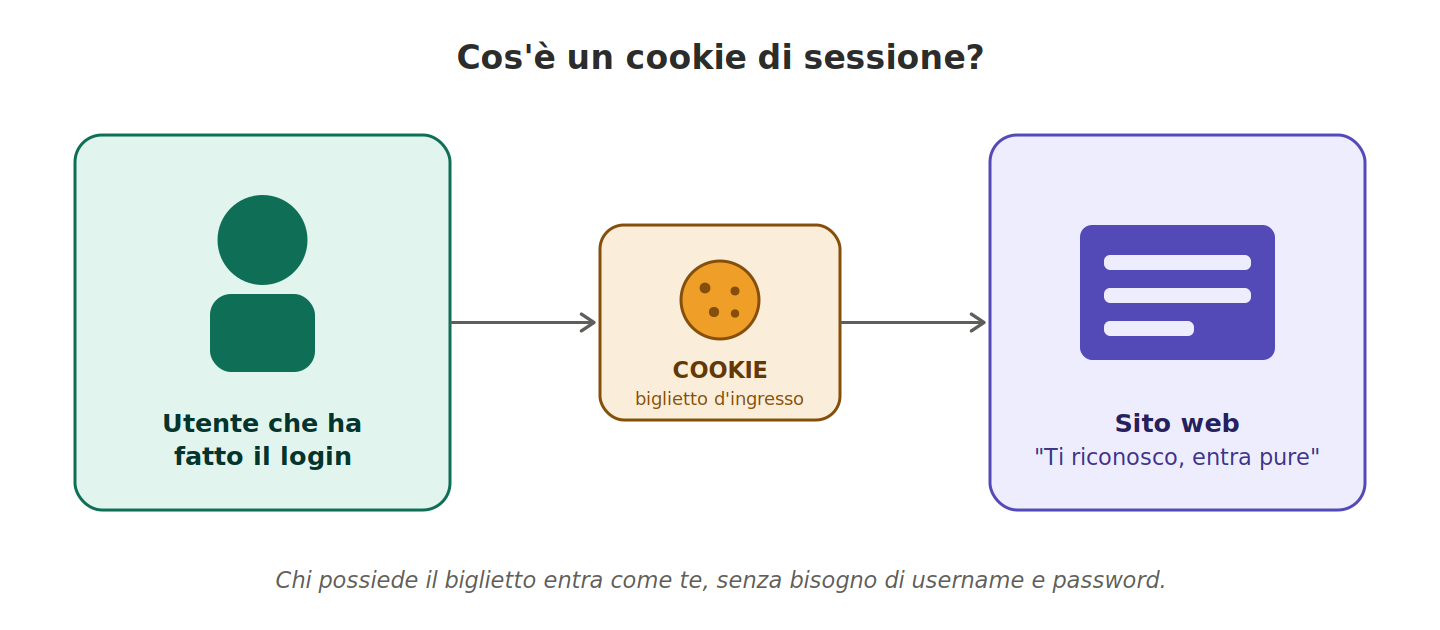 Cos'è un cookie di sessione?
COOKIE
biglietto d'ingresso
Utente che ha
fatto il login
Sito web
"Ti riconosco, entra pure"
Chi possiede il biglietto entra come te, senza bisogno di username e password.